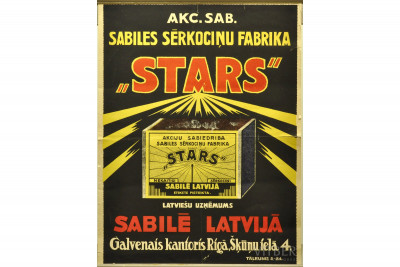 AKC. SAB.
SABILES SĒRKOCIŅU FABRIKA
„STARS”
AKCIJU SABIEDRĪBA
SABILES SĒRKOCIŅU FABRIKA
„STARS”
SABILĒ LATVIJĀ
LATVIEŠU UZŅĒMUMS
SABILĒ LATVIJĀ
Galvenais kantoris Rīgā, Šķūņu ielā, 4.